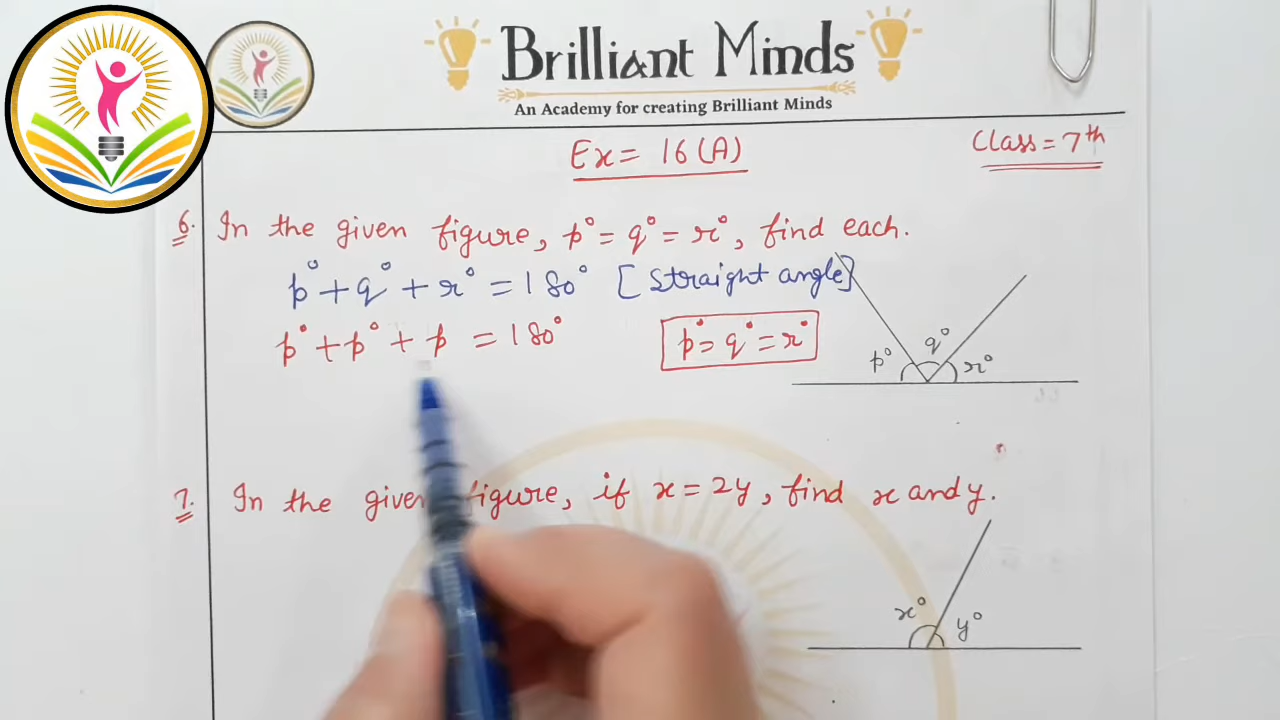 Brilliant Minds
An Academy for creating Brilliant Minds
Ex = 16 (A)
Class = 7th
6. In the given figure, p° = q° = r°, find each.
p° + q° + r° = 180° [Straight angle]
p° + p° + p = 180°
p° = q° = r°
p° q° r°
7. In the given figure, if x = 2y, find x and y.
x° y°